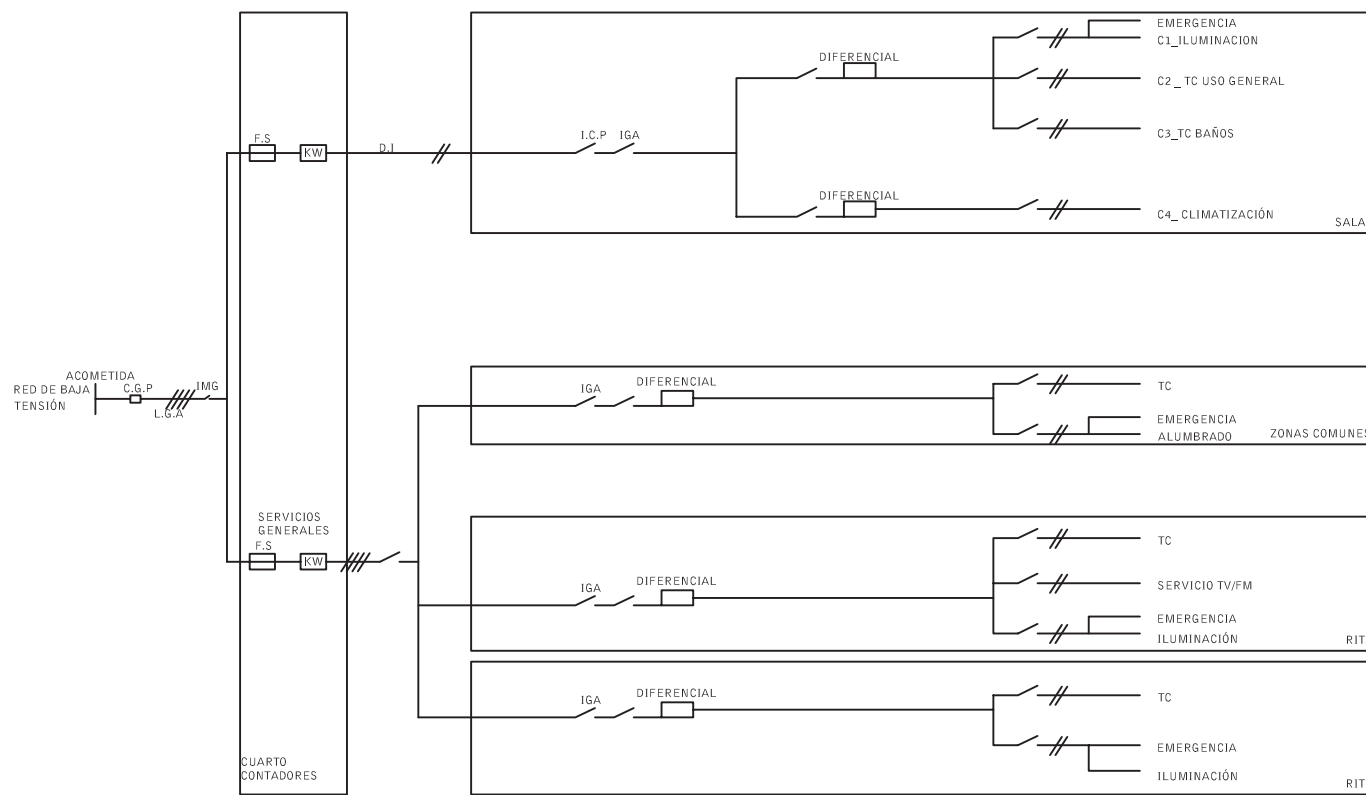 EMERGENCIA
C1_ILUMINACION
DIFERENCIAL
C2_ TC USO GENERAL
C3_TC BAÑOS
F.S
KW
D.I
I.C.P
IGA
DIFERENCIAL
C4_ CLIMATIZACIÓN
SALA
ACOMETIDA
RED DE BAJA
TENSIÓN
C.G.P
L.G.A
IMG
IGA
DIFERENCIAL
TC
EMERGENCIA
ALUMBRADO
ZONAS COMUNES
SERVICIOS
GENERALES
F.S
KW
IGA
DIFERENCIAL
TC
SERVICIO TV/FM
EMERGENCIA
ILUMINACIÓN
RIT
IGA
DIFERENCIAL
TC
EMERGENCIA
ILUMINACIÓN
RIT
CUARTO
CONTADORES